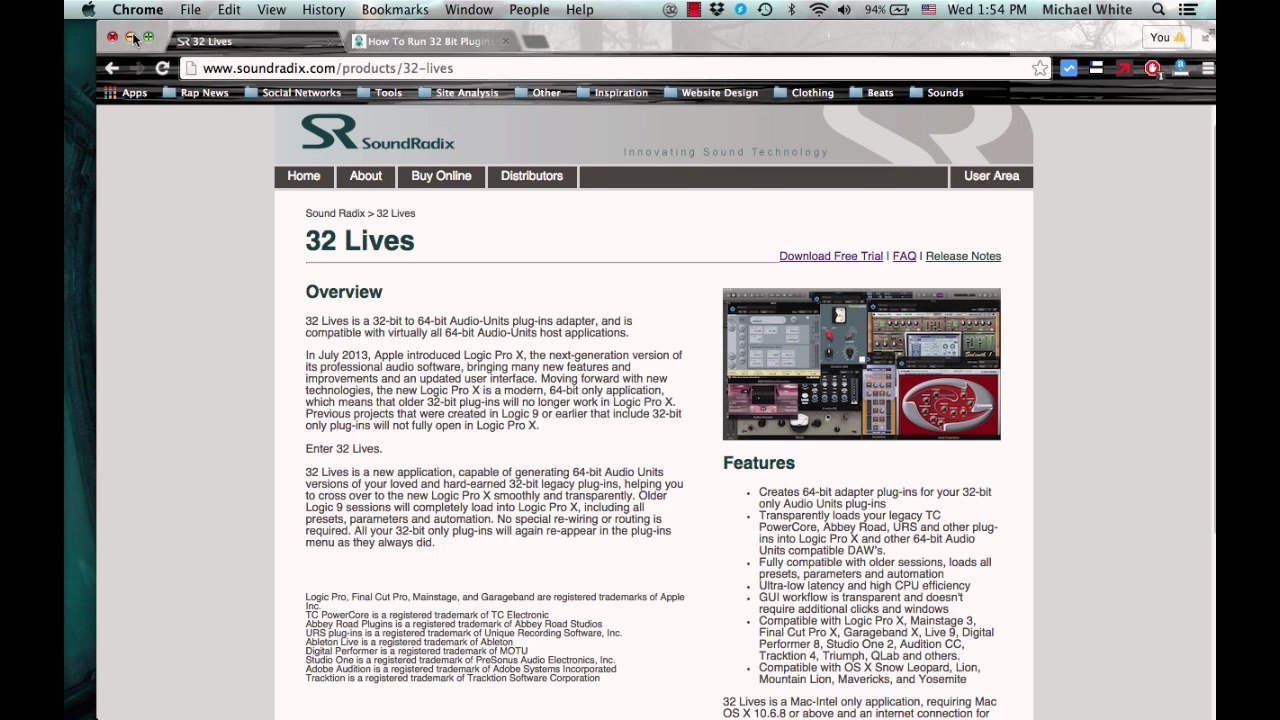 Chrome File Edit View History Bookmarks Window People Help 94% Wed 1:54 PM Michael White
32 Lives How To Run 32 Bit Plugin You
www.soundradix.com/products/32-lives
Apps Rap News Social Networks Tools Site Analysis Other Inspiration Website Design Clothing Beats Sounds
SR SoundRadix
Innovating Sound Technology
Home About Buy Online Distributors User Area
Sound Radix > 32 Lives
32 Lives
Download Free Trial | FAQ | Release Notes
Overview
32 Lives is a 32-bit to 64-bit Audio-Units plug-ins adapter, and is
compatible with virtually all 64-bit Audio-Units host applications.
In July 2013, Apple introduced Logic Pro X, the next-generation version of
its professional audio software, bringing many new features and
improvements and an updated user interface. Moving forward with new
technologies, the new Logic Pro X is a modern, 64-bit only application,
which means that older 32-bit plug-ins will no longer work in Logic Pro X.
Previous projects that were created in Logic 9 or earlier that include 32-bit
only plug-ins will not fully open in Logic Pro X.
Enter 32 Lives.
32 Lives is a new application, capable of generating 64-bit Audio Units
versions of your loved and hard-earned 32-bit legacy plug-ins, helping you
to cross over to the new Logic Pro X smoothly and transparently. Older
Logic 9 sessions will completely load into Logic Pro X, including all
presets, parameters and automation. No special re-wiring or routing is
required. All your 32-bit only plug-ins will again re-appear in the plug-ins
menu as they always did.
Logic Pro, Final Cut Pro, Mainstage, and Garageband are registered trademarks of Apple
Inc.
TC PowerCore is a registered trademark of TC Electronic
Abbey Road Plugins is a registered trademark of Abbey Road Studios
URS plug-ins is a registered trademark of Unique Recording Software, Inc.
Ableton Live is a registered trademark of Ableton
Digital Performer is a registered trademark of MOTU
Studio One is a registered trademark of PreSonus Audio Electronics, Inc.
Adobe Audition is a registered trademark of Adobe Systems Incorporated
Tracktion is a registered trademark of Tracktion Software Corporation
Features
Creates 64-bit adapter plug-ins for your 32-bit
only Audio Units plug-ins
Transparently loads your legacy TC
PowerCore, Abbey Road, URS and other plug-
ins into Logic Pro X and other 64-bit Audio
Units compatible DAW's.
Fully compatible with older sessions, loads all
presets, parameters and automation
Ultra-low latency and high CPU efficiency
GUI workflow is transparent and doesn't
require additional clicks and windows
Compatible with Logic Pro X, Mainstage 3,
Final Cut Pro X, Garageband X, Live 9, Digital
Performer 8, Studio One 2, Audition CC,
Tracktion 4, Triumph, QLab and others.
Compatible with OS X Snow Leopard, Lion,
Mountain Lion, Mavericks, and Yosemite
32 Lives is a Mac-Intel only application, requiring Mac
OS X 10.6.8 or above and an internet connection for